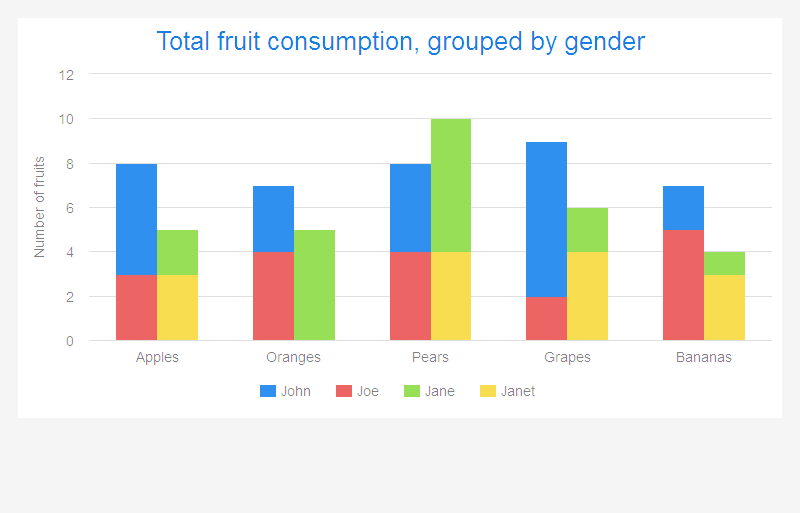 Total fruit consumption, grouped by gender
Number of fruits
12
10
8
6
4
2
0
Apples Oranges Pears Grapes Bananas
John Joe Jane Janet